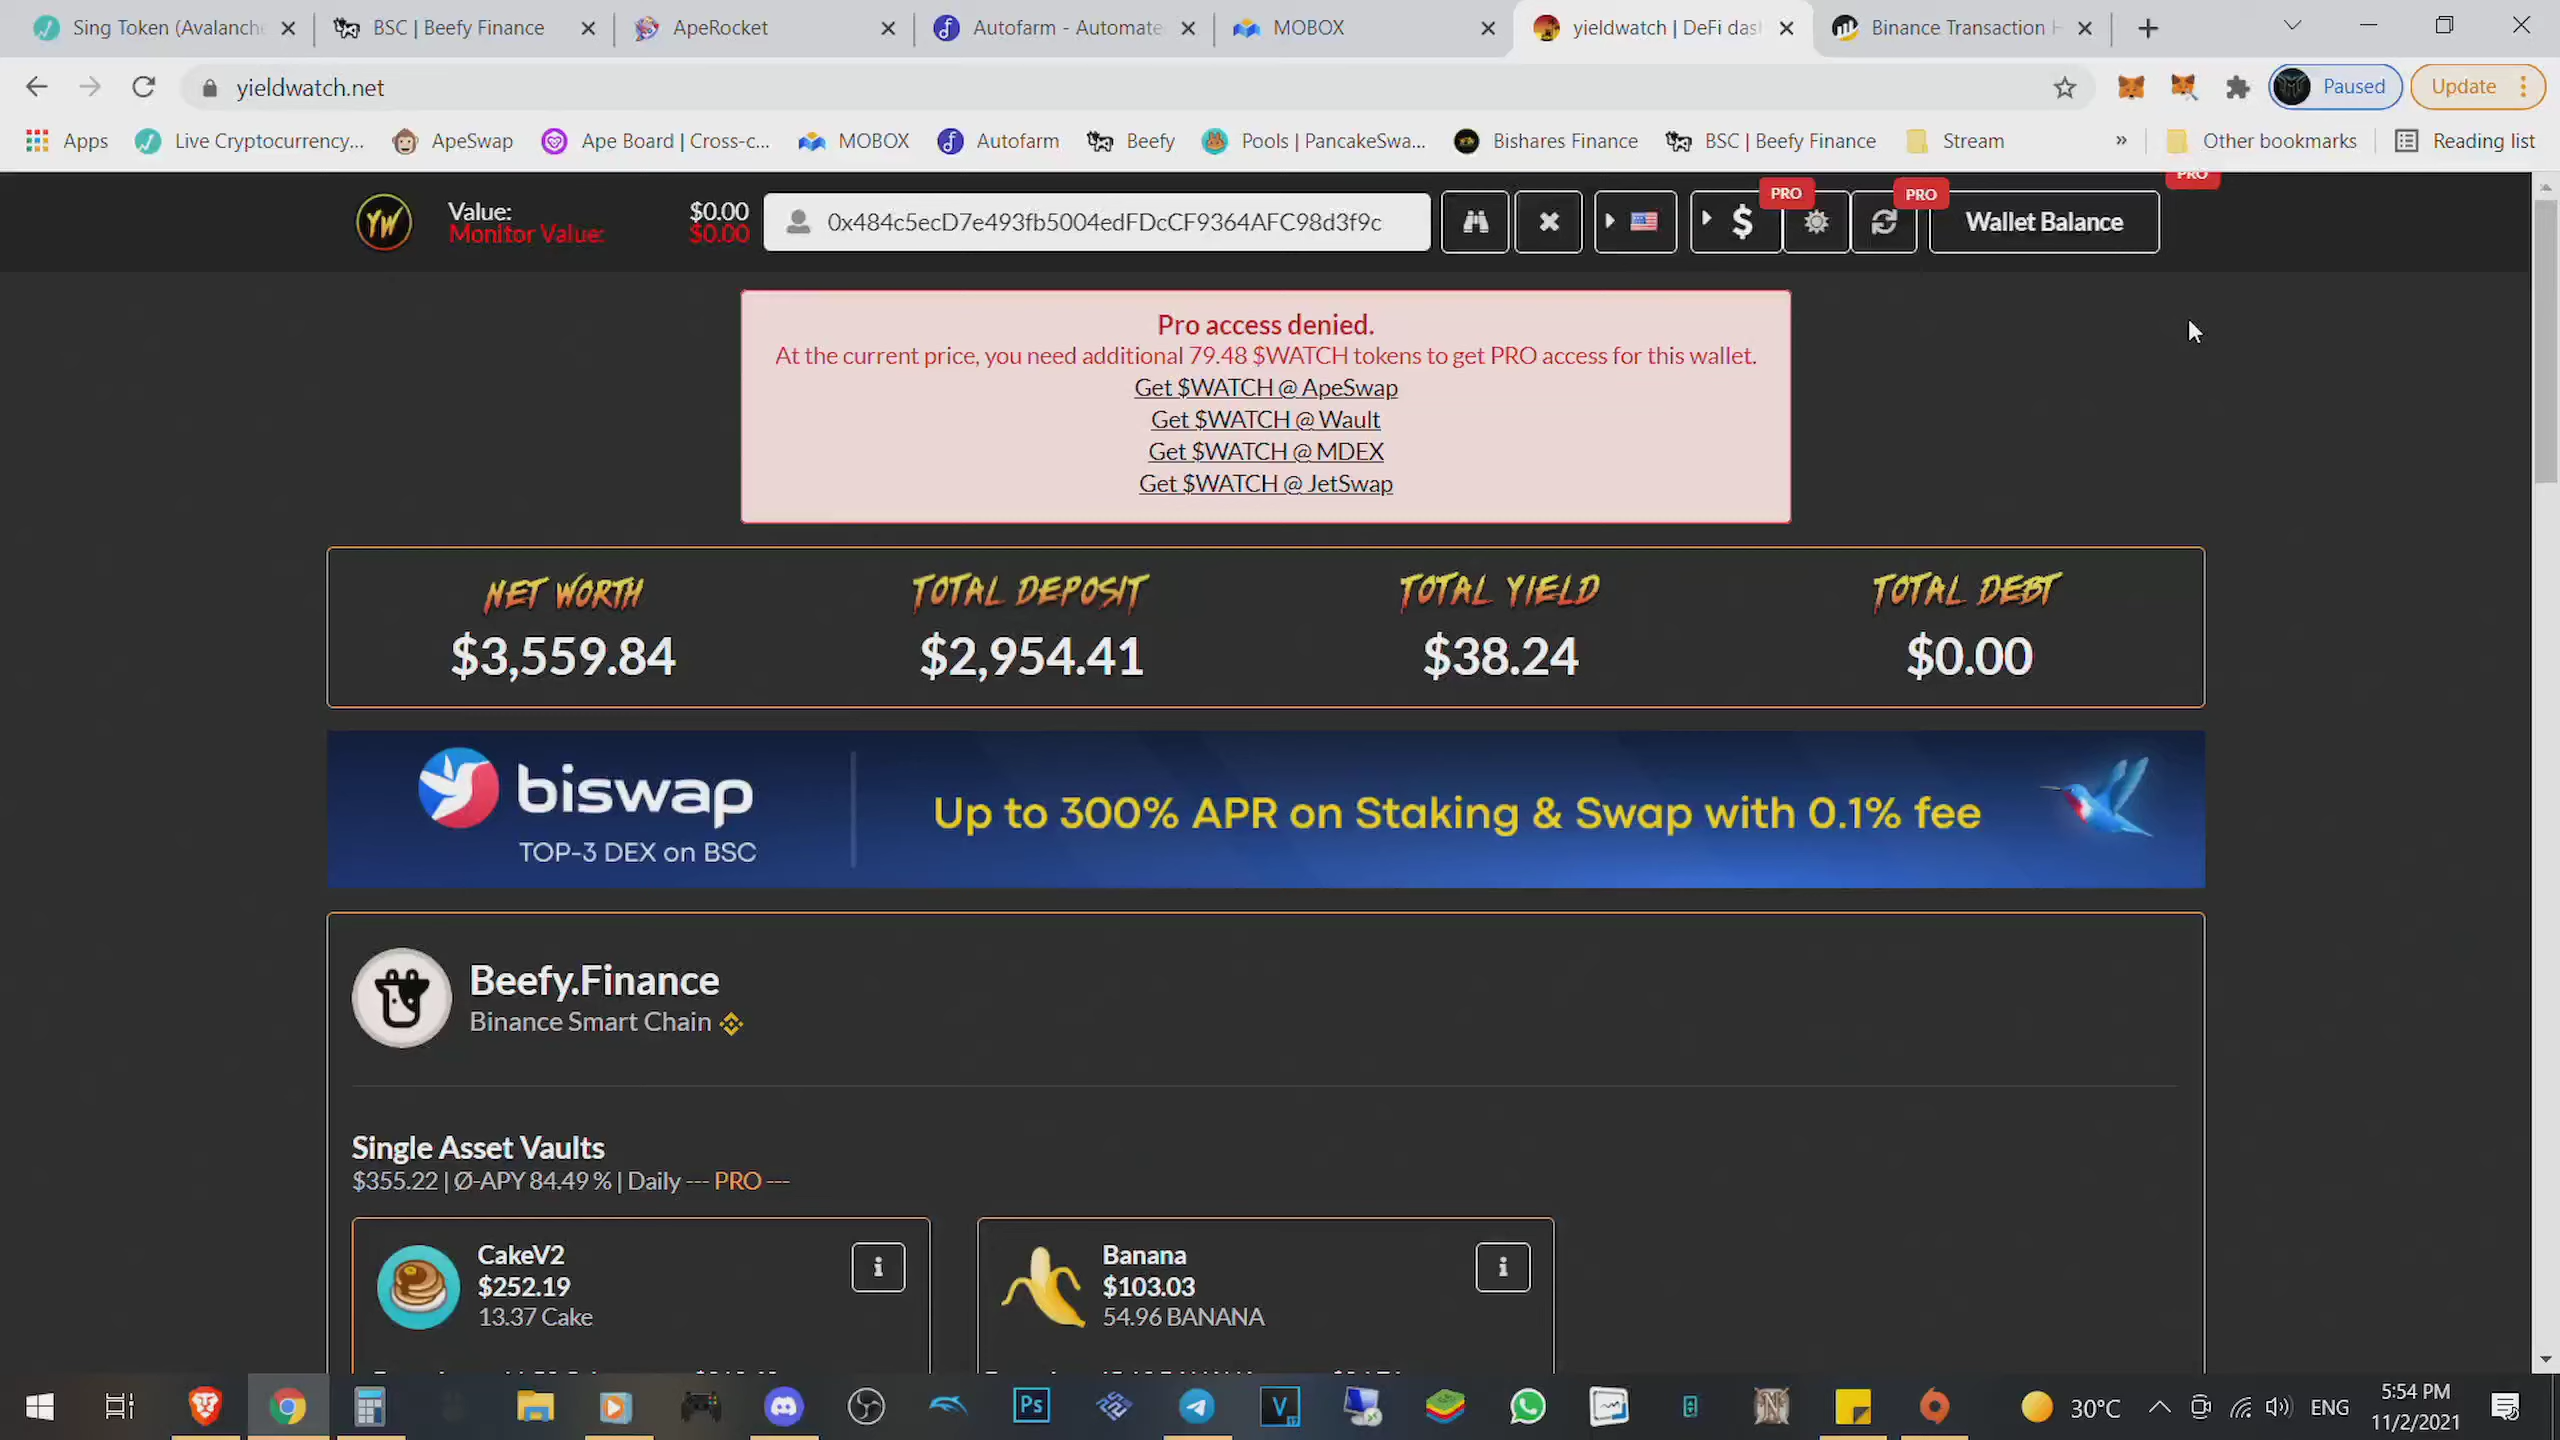 Sing Token (Avalanche
BSC | Beefy Finance
ApeRocket
Autofarm - Automate
MOBOX
yieldwatch | DeFi das
Binance Transaction H
yieldwatch.net
Paused
Update
Apps
Live Cryptocurrency...
ApeSwap
Ape Board | Cross-c...
MOBOX
Autofarm
Beefy
Pools | PancakeSwa...
Bishares Finance
BSC | Beefy Finance
Stream
»
Other bookmarks
Reading list
YW
Value: $0.00
Monitor Value: $0.00
0x484c5ecD7e493fb5004edFDcCF9364AFC98d3f9c
$
PRO
PRO
PRO
Wallet Balance
Pro access denied.
At the current price, you need additional 79.48 $WATCH tokens to get PRO access for this wallet.
Get $WATCH @ ApeSwap
Get $WATCH @ Wault
Get $WATCH @ MDEX
Get $WATCH @ JetSwap
NET WORTH
$3,559.84
TOTAL DEPOSIT
$2,954.41
TOTAL YIELD
$38.24
TOTAL DEBT
$0.00
biswap
TOP-3 DEX on BSC
Up to 300% APR on Staking & Swap with 0.1% fee
Beefy.Finance
Binance Smart Chain
Single Asset Vaults
$355.22 | Ø-APY 84.49 % | Daily --- PRO ---
CakeV2
$252.19
13.37 Cake
i
Banana
$103.03
54.96 BANANA
i
Ps
V
30°C
ENG
5:54 PM
11/2/2021